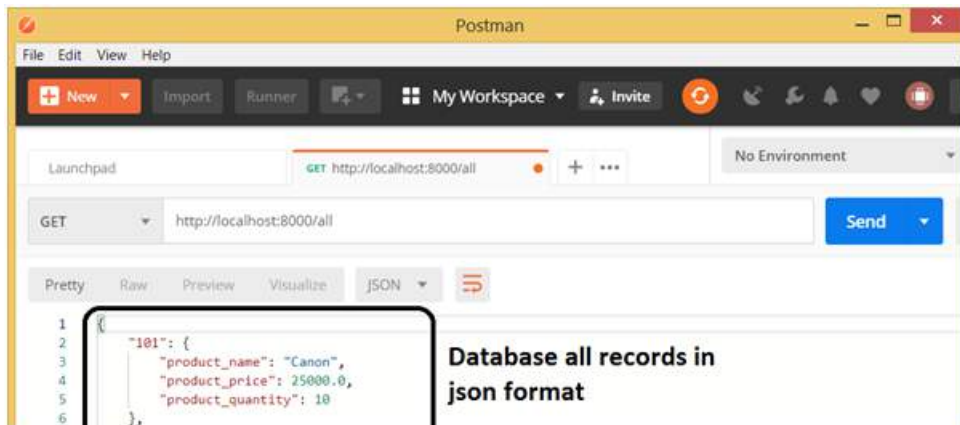 Postman
File Edit View Help
New Import Runner My Workspace Invite
Launchpad GET http://localhost:8000/all No Environment
GET http://localhost:8000/all Send
Pretty Raw Preview Visualize JSON
1 {
2 "101": {
3 "product_name": "Canon",
4 "product_price": 25000.0,
5 "product_quantity": 10
6 },
Database all records in
json format